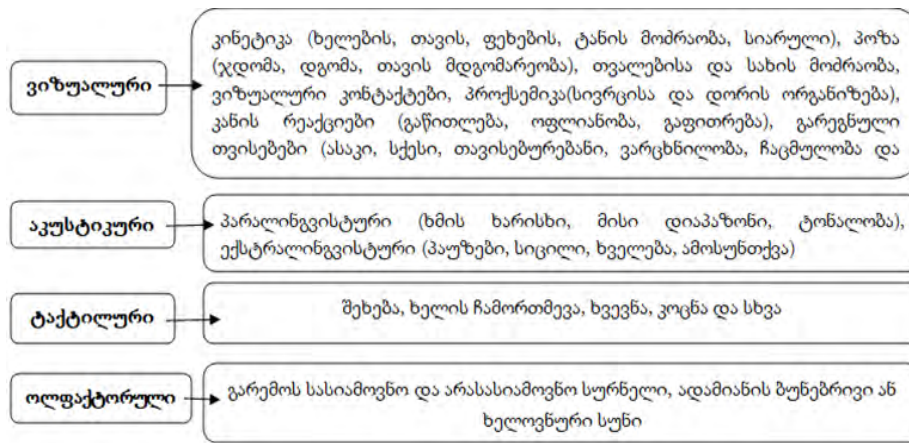 ვიზუალური
კინეტიკა (ხელების, თავის, ფეხების, ტანის მოძრაობა, სიარული), პოზა
(ჯდომა, დგომა, თავის მდგომარეობა), თვალებისა და სახის მოძრაობა,
ვიზუალური კონტაქტები, პროქსემიკა(სივრცისა და დორის ორგანიზება),
კანის რეაქციები (გაწითლება, ოფლიანობა, გაფითრება), გარეგნული
თვისებები (ასაკი, სქესი, თავისებურებანი, ვარცხნილობა, ჩაცმულობა და
აკუსტიკური
პარალინგვისტური (ხმის ხარისხი, მისი დიაპაზონი, ტონალობა),
ექსტრალინგვისტური (პაუზები, სიცილი, ხველება, ამოსუნთქვა)
ტაქტილური
შეხება, ხელის ჩამორთმევა, ხვევნა, კოცნა და სხვა
ოლფაქტორული
გარემოს სასიამოვნო და არასასიამოვნო სურნელი, ადამიანის ბუნებრივი ან
ხელოვნური სუნი